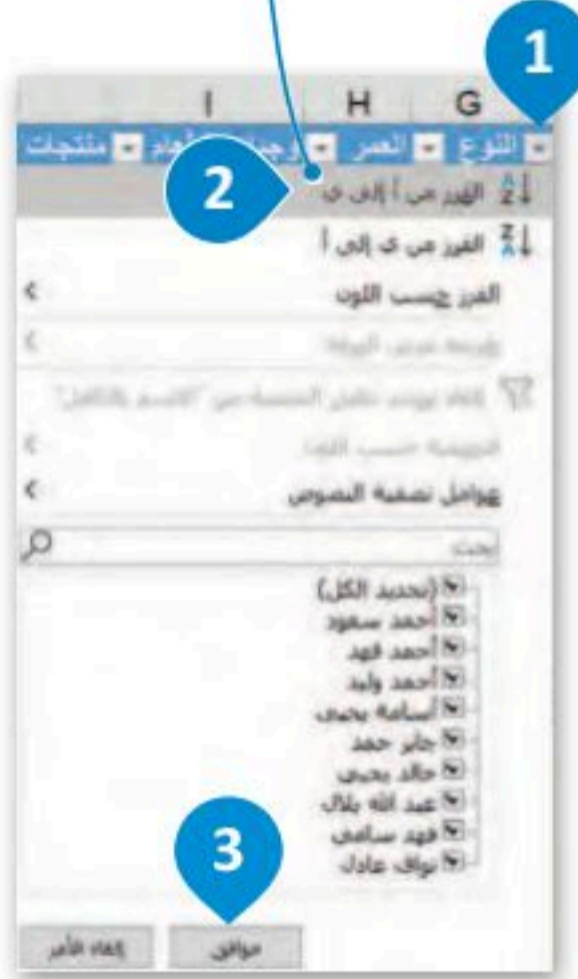 1
G H I
النوع العمر منتجات
2
الفرز من أ إلى ي
الفرز من ي إلى أ
الفرز حسب اللون
عوامل تصفية النصوص
بحث
(تحديد الكل)
أحمد سعود
أحمد فهد
أحمد وليد
أسامة يحيى
جابر حمد
خالد يحيى
عبد الله بلال
فهد سامي
نواف عادل
3
موافق إلغاء الأمر